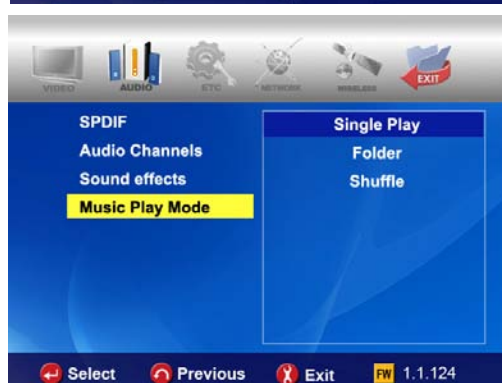 VIDEO AUDIO ETC NETWORK WIRELESS EXIT
SPDIF Single Play
Audio Channels Folder
Sound effects Shuffle
Music Play Mode
Select Previous Exit FW 1.1.124